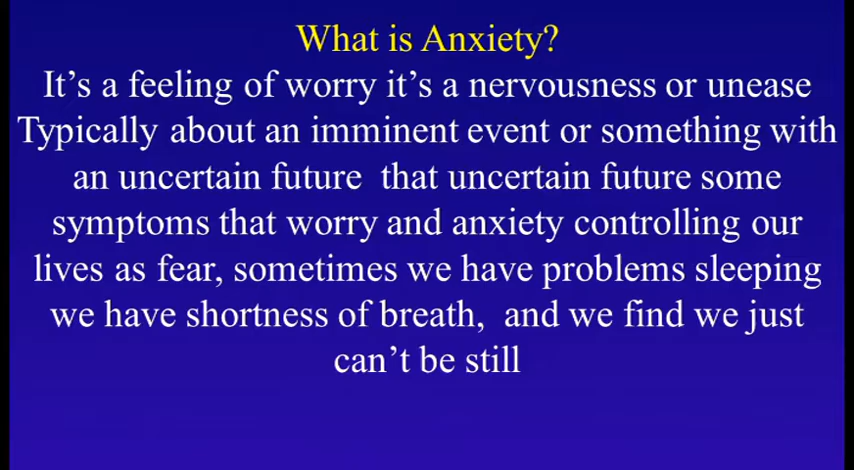 What is Anxiety?
It’s a feeling of worry it’s a nervousness or unease
Typically about an imminent event or something with
an uncertain future  that uncertain future some
symptoms that worry and anxiety controlling our
lives as fear, sometimes we have problems sleeping
we have shortness of breath,  and we find we just
can’t be still